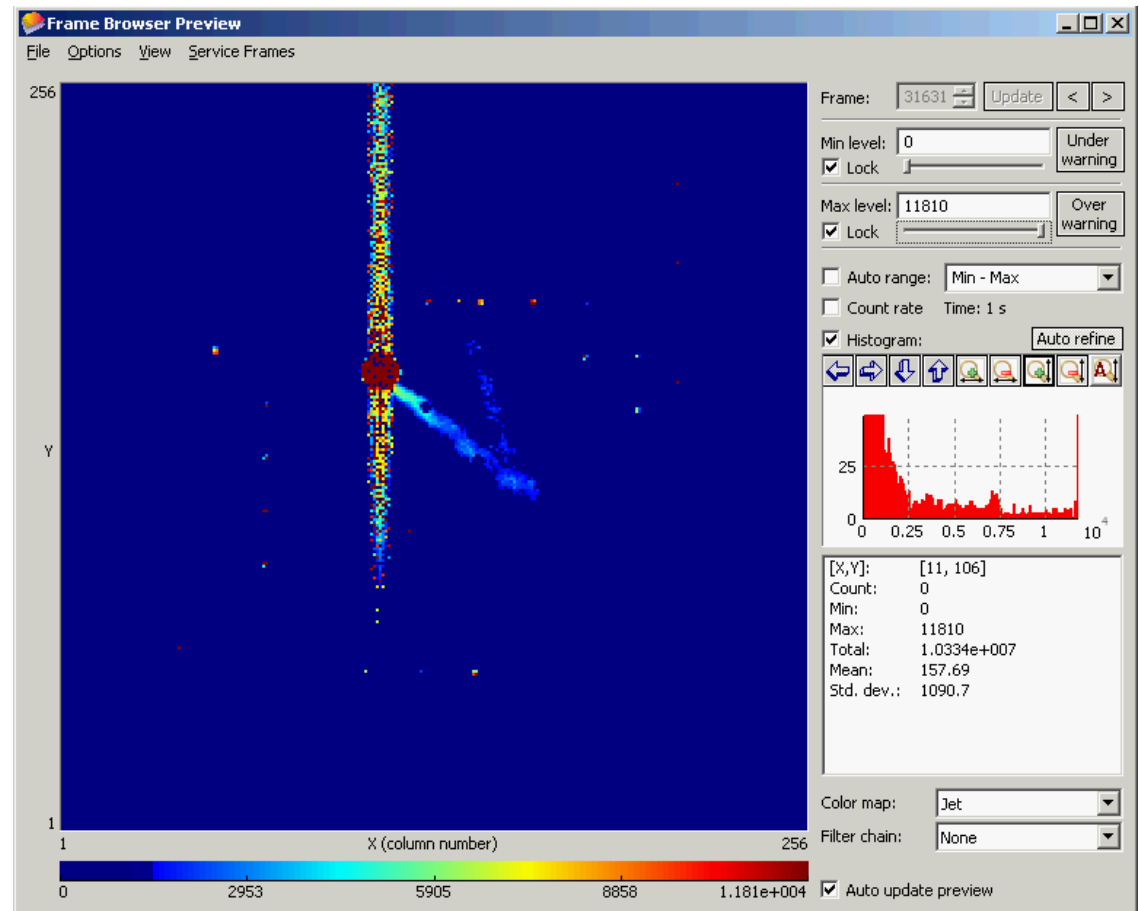 Frame Browser Preview
File Options View Service Frames
256
Y
1
1 X (column number) 256
0 2953 5905 8858 1.181e+004
Frame: 31631 Update < >
Min level: 0 Under warning
Lock
Max level: 11810 Over warning
Lock
Auto range: Min - Max
Count rate Time: 1 s
Histogram: Auto refine
A
25
0
0 0.25 0.5 0.75 1 10^4
[X,Y]: [11, 106]
Count: 0
Min: 0
Max: 11810
Total: 1.0334e+007
Mean: 157.69
Std. dev.: 1090.7
Color map: Jet
Filter chain: None
Auto update preview